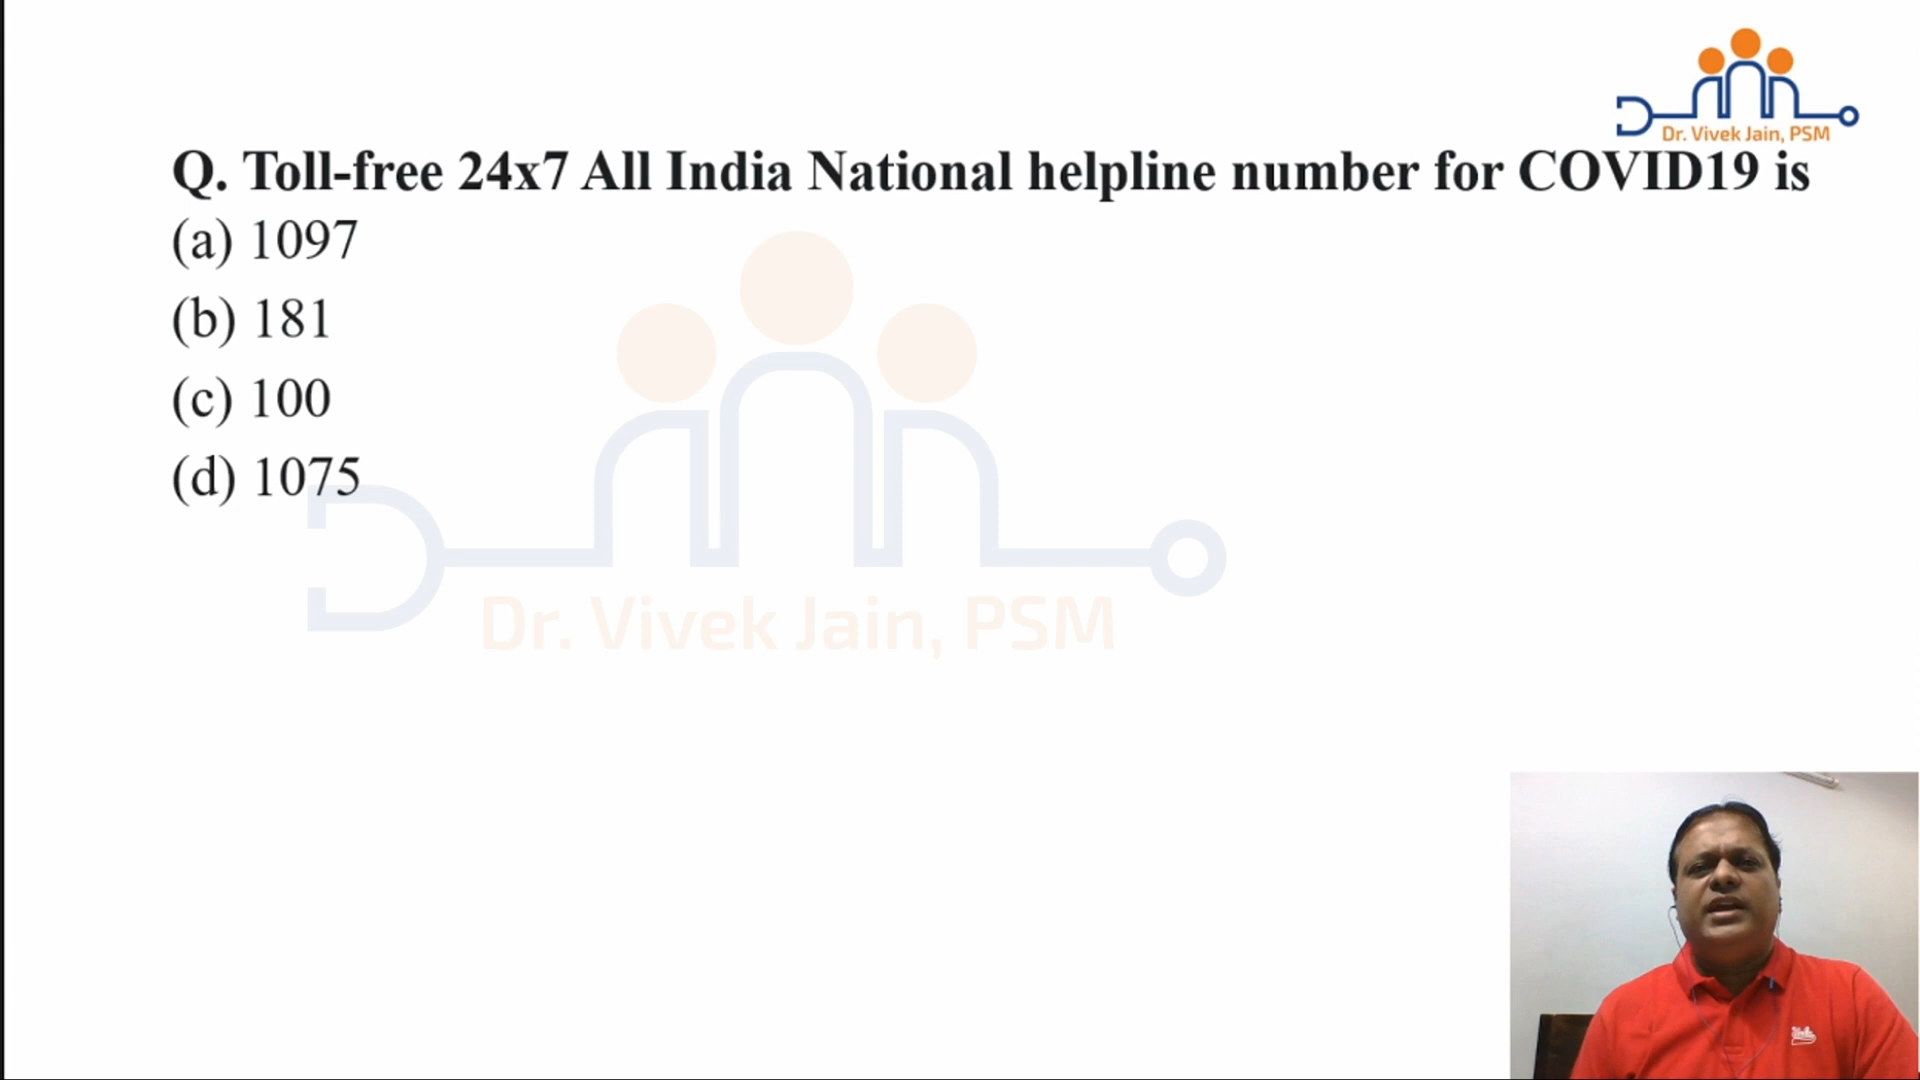 Dr. Vivek Jain, PSM
Q. Toll-free 24x7 All India National helpline number for COVID19 is
(a) 1097
(b) 181
(c) 100
(d) 1075
Dr. Vivek Jain, PSM